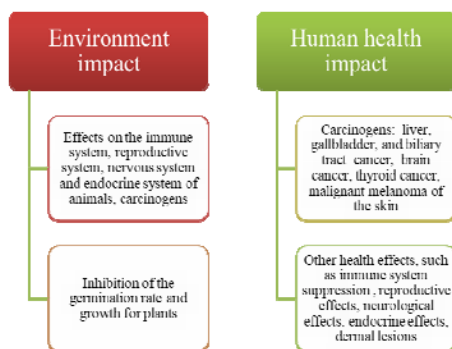 Environment
impact
Effects on the immune
system, reproductive
system, nervous system
and endocrine system of
animals, carcinogens
Inhibition of the
germination rate and
growth for plants
Human health
impact
Carcinogens: liver,
gallbladder, and biliary
tract cancer, brain
cancer, thyroid cancer,
malignant melanoma of
the skin
Other health effects, such
as immune system
suppression , reproductive
effects, neurological
effects, endocrine effects,
dermal lesions